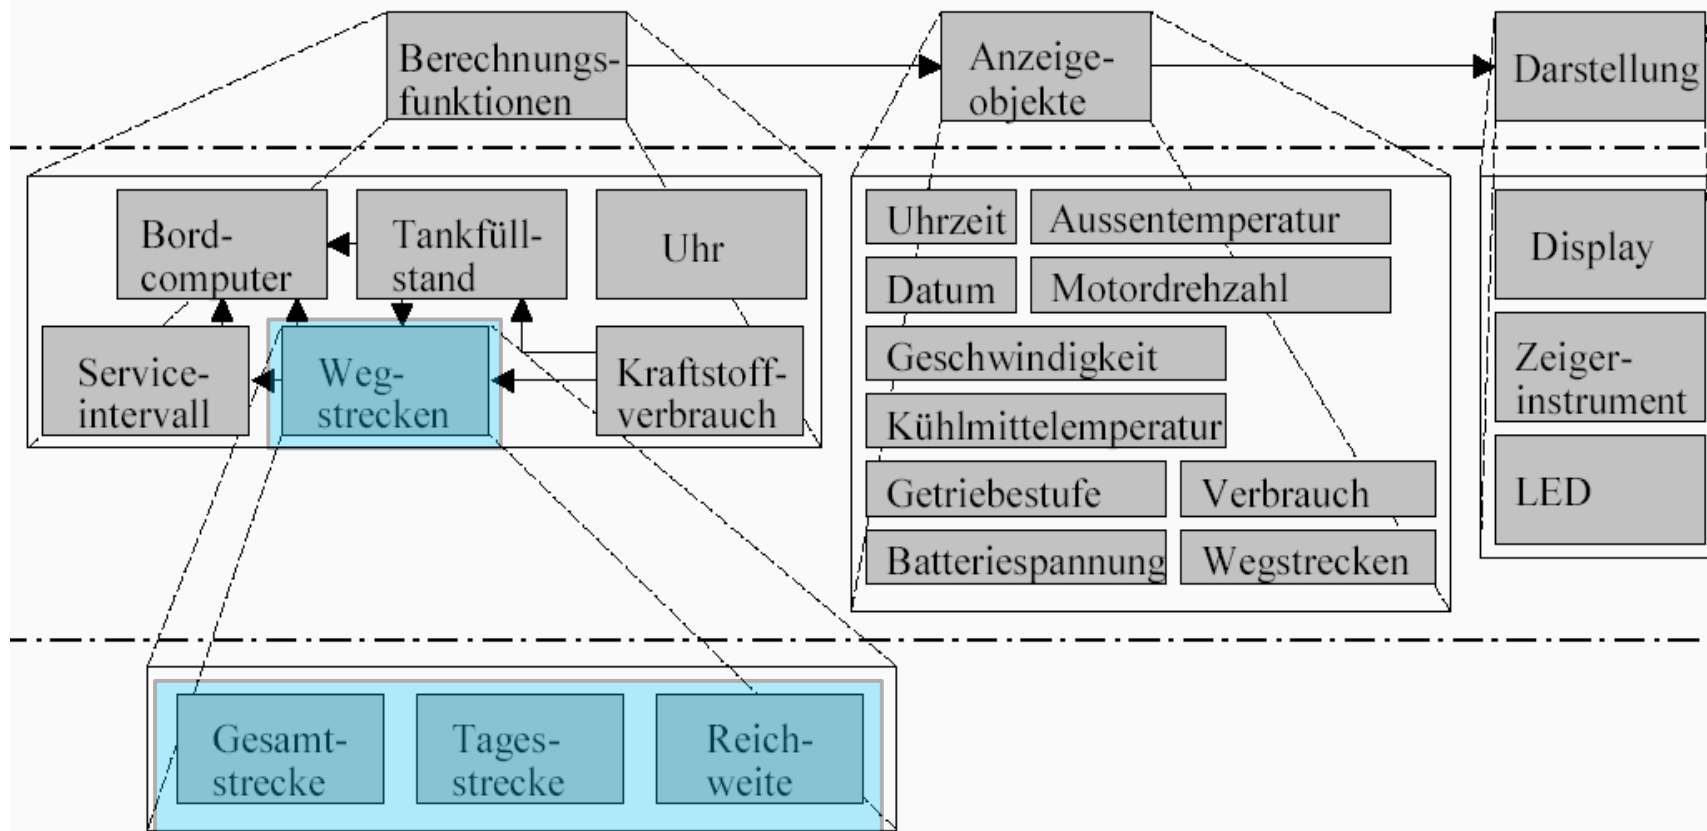 Berechnungs-
funktionen
Anzeige-
objekte
Darstellung
Bord-
computer
Tankfüll-
stand
Uhr
Service-
intervall
Weg-
strecken
Kraftstoff-
verbrauch
Uhrzeit
Aussentemperatur
Datum
Motordrehzahl
Geschwindigkeit
Kühlmittelemperatur
Getriebestufe
Verbrauch
Batteriespannung
Wegstrecken
Display
Zeiger-
instrument
LED
Gesamt-
strecke
Tages-
strecke
Reich-
weite